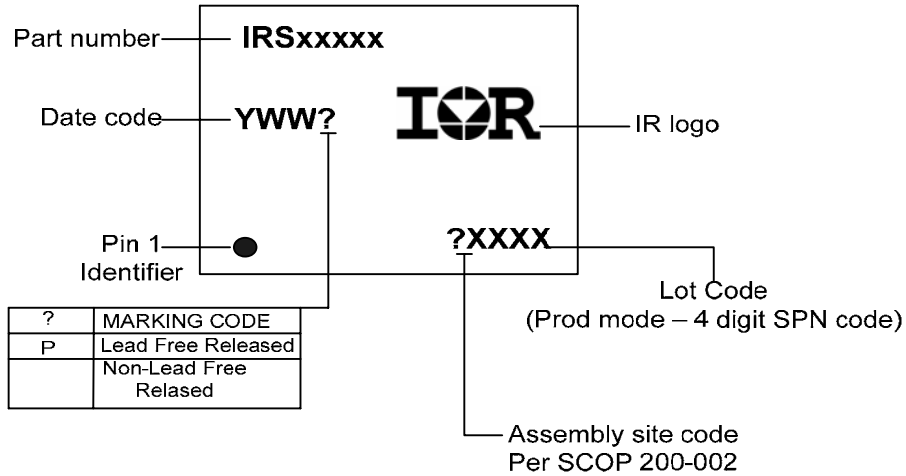 Part number
IRSxxxxx
Date code
YWW?
IOR
IR logo
Pin 1
Identifier
?XXXX
Lot Code
(Prod mode – 4 digit SPN code)
? MARKING CODE
P Lead Free Released
Non-Lead Free
Relased
Assembly site code
Per SCOP 200-002